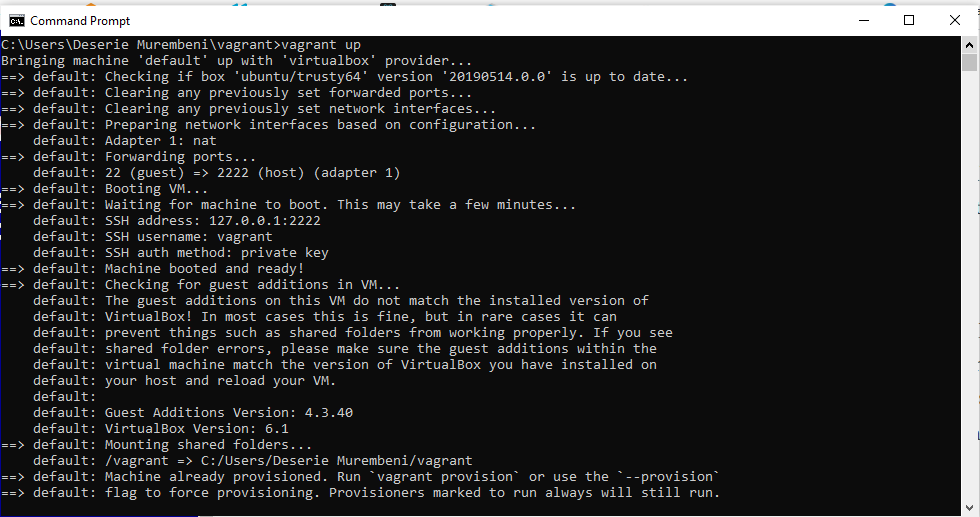 Command Prompt
C:\Users\Deserie Murembeni\vagrant>vagrant up
Bringing machine 'default' up with 'virtualbox' provider...
==> default: Checking if box 'ubuntu/trusty64' version '20190514.0.0' is up to date...
==> default: Clearing any previously set forwarded ports...
==> default: Clearing any previously set network interfaces...
==> default: Preparing network interfaces based on configuration...
    default: Adapter 1: nat
==> default: Forwarding ports...
    default: 22 (guest) => 2222 (host) (adapter 1)
==> default: Booting VM...
==> default: Waiting for machine to boot. This may take a few minutes...
    default: SSH address: 127.0.0.1:2222
    default: SSH username: vagrant
    default: SSH auth method: private key
==> default: Machine booted and ready!
==> default: Checking for guest additions in VM...
    default: The guest additions on this VM do not match the installed version of
    default: VirtualBox! In most cases this is fine, but in rare cases it can
    default: prevent things such as shared folders from working properly. If you see
    default: shared folder errors, please make sure the guest additions within the
    default: virtual machine match the version of VirtualBox you have installed on
    default: your host and reload your VM.
    default:
    default: Guest Additions Version: 4.3.40
    default: VirtualBox Version: 6.1
==> default: Mounting shared folders...
    default: /vagrant => C:/Users/Deserie Murembeni/vagrant
==> default: Machine already provisioned. Run `vagrant provision` or use the `--provision`
==> default: flag to force provisioning. Provisioners marked to run always will still run.